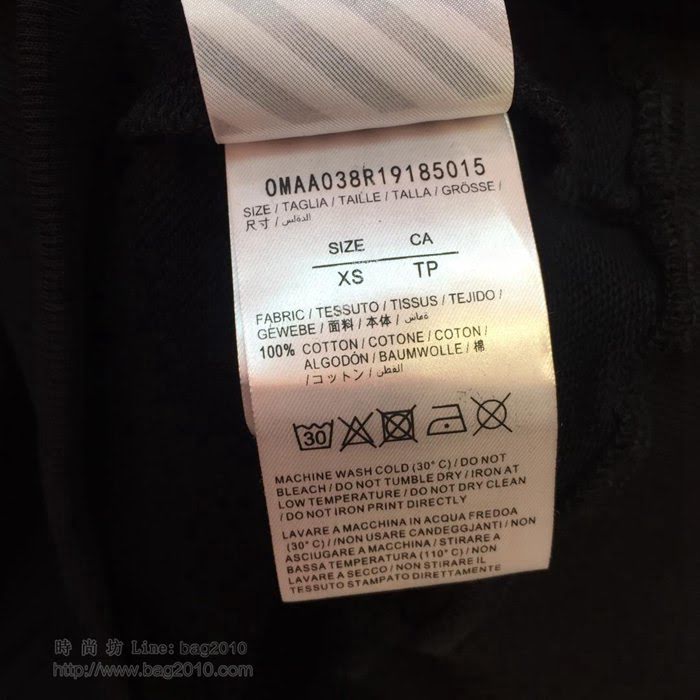 OMAA038R19185015
SIZE / TAGLIA / TAILLE / TALLA / GRÖSSE /
尺寸 /
SIZE CA
XS TP
FABRIC / TESSUTO / TISSUS / TEJIDO /
GEWEBE / 面料 / 本体 /
100% COTTON / COTONE / COTON /
ALGODÓN / BAUMWOLLE / 棉
/ コットン / القطن
30
MACHINE WASH COLD (30°C) / DO NOT
BLEACH / DO NOT TUMBLE DRY / IRON AT
LOW TEMPERATURE / DO NOT DRY CLEAN
/ DO NOT IRON PRINT DIRECTLY
LAVARE A MACCHINA IN ACQUA FREDOA
(30°C) / /NON USARE CANDEGGJANTI / NON
ASCIUGARE A MACCHINA / STIRARE A
BASSA TEMPERATURA (110°C) / NON
LAVARE A SECCO / NON STIRARE IL
TESSUTO STAMPATO DIRETTAMENTE
時尚坊 Line: bag2010
http://www.bag2010.com/